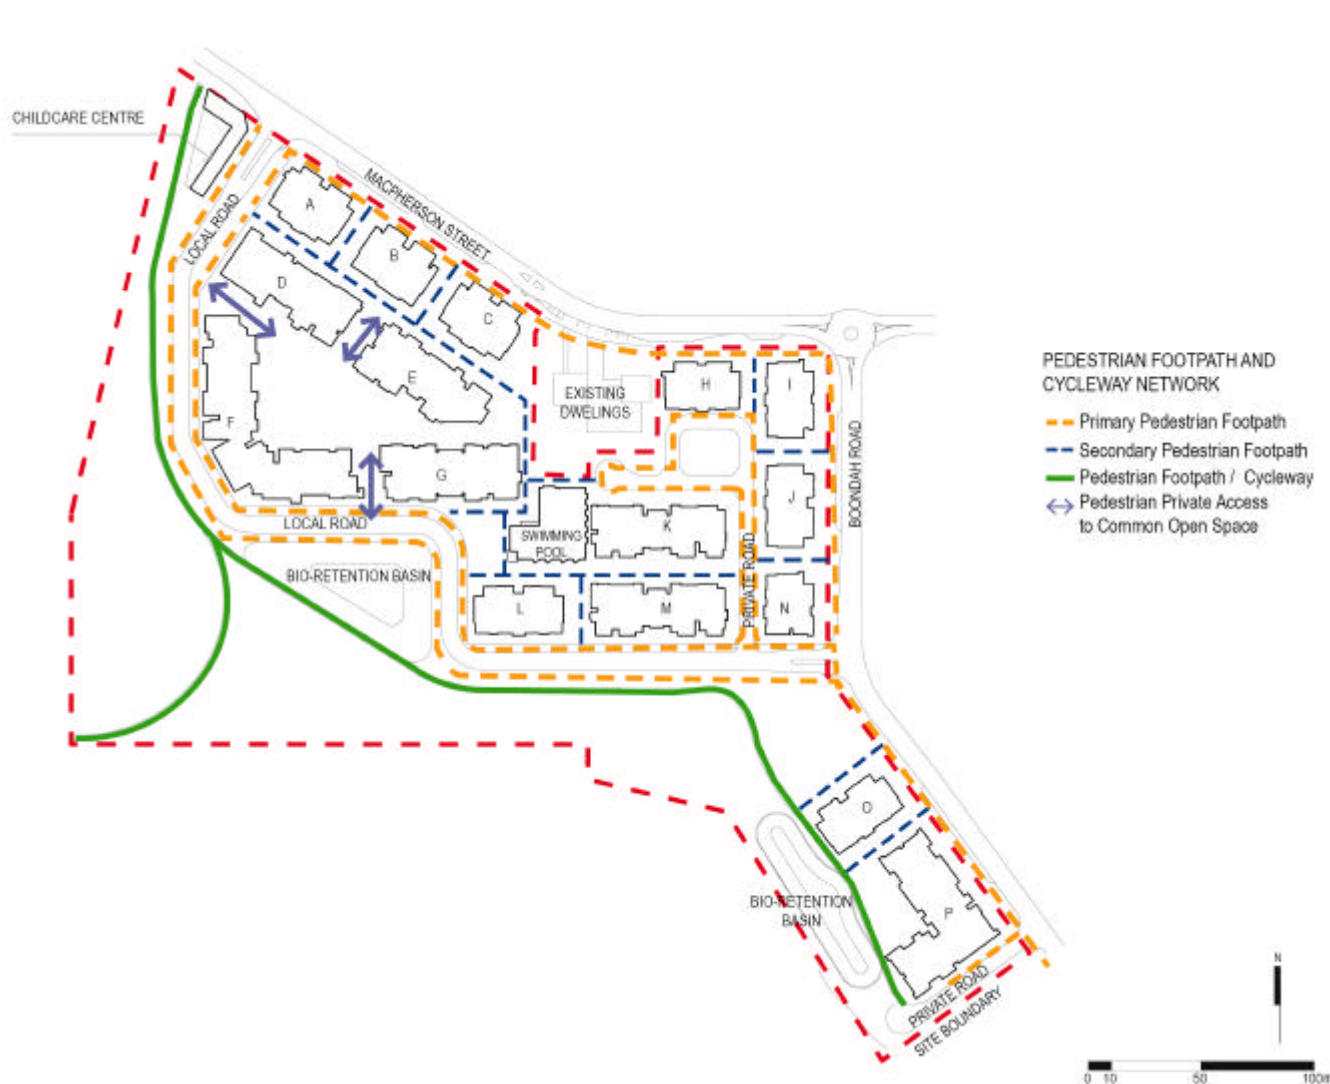 CHILDCARE CENTRE
MACPHERSON STREET
LOCAL ROAD
A
B
C
D
E
F
G
EXISTING
DWELINGS
H
I
J
BOONDAH ROAD
K
SWIMMING
POOL
LOCAL ROAD
BIO-RETENTION BASIN
L
M
PRIVATE ROAD
N
O
P
BIO-RETENTION
BASIN
PRIVATE ROAD
SITE BOUNDARY
PEDESTRIAN FOOTPATH AND
CYCLEWAY NETWORK
Primary Pedestrian Footpath
Secondary Pedestrian Footpath
Pedestrian Footpath / Cycleway
Pedestrian Private Access
to Common Open Space
N
0 10 50 100m